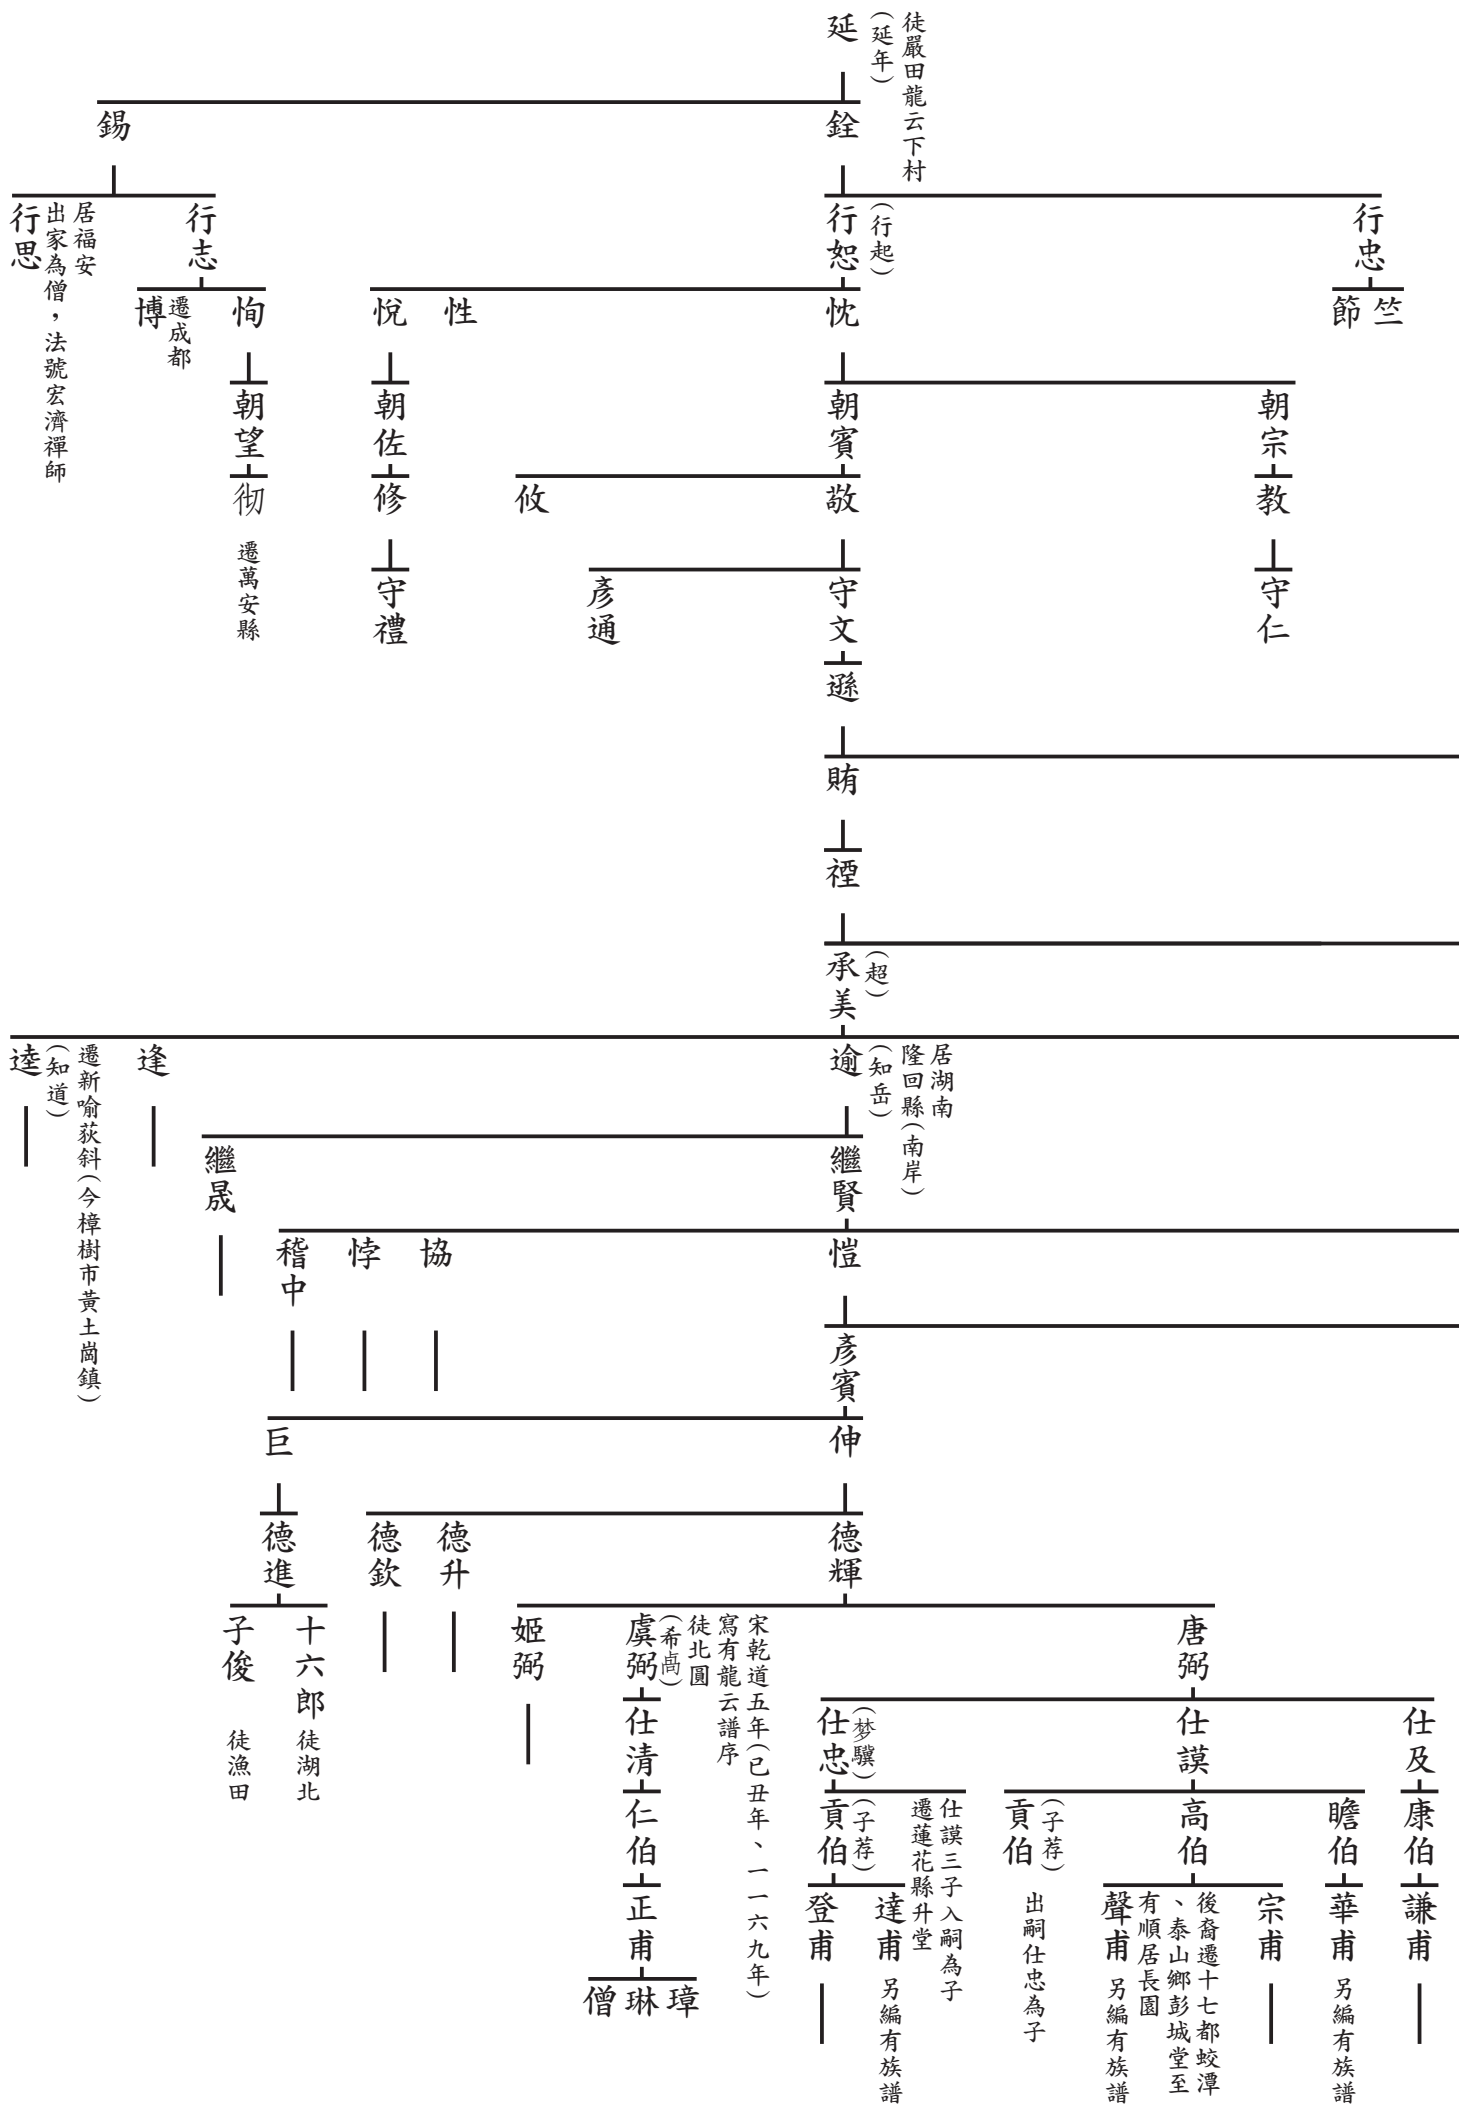 徒嚴田龍云下村
延
(延年)
銓
錫
行忠
行恕
(行起)
行志
行思
居福安
出家為僧，法號宏濟禪師
竺
節
忱
性
悅
恂
博
遷成都
朝宗
朝賓
朝佐
朝望
教
敬
攸
修
彻
遷萬安縣
守仁
守文
彥通
守禮
遜
賄
禋
承美
(超)
逾
(知岳)
居湖南
隆回縣(南岸)
逢
逵
(知道)
遷新喻荻斜(今樟樹市黃土崗鎮)
繼賢
繼晟
愷
協
悖
稽中
彥賓
伸
巨
德輝
德升
德欽
德進
唐弼
虞弼
(希卨)
宋乾道五年(己丑年、一一六九年)
寫有龍云譜序
徒北圓
姬弼
十六郎
徒湖北
子俊
徒漁田
仕及
仕謨
仕忠
(梦驥)
仕清
康伯
瞻伯
高伯
貢伯
(子荐)
出嗣仕忠為子
仕謨三子入嗣為子
遷蓮花縣升堂
貢伯
(子荐)
仁伯
謙甫
華甫
另編有族譜
宗甫
聲甫
後裔遷十七都蛟潭
、泰山鄉彭城堂至
有順居長園
另編有族譜
達甫
另編有族譜
登甫
正甫
璋
琳
僧